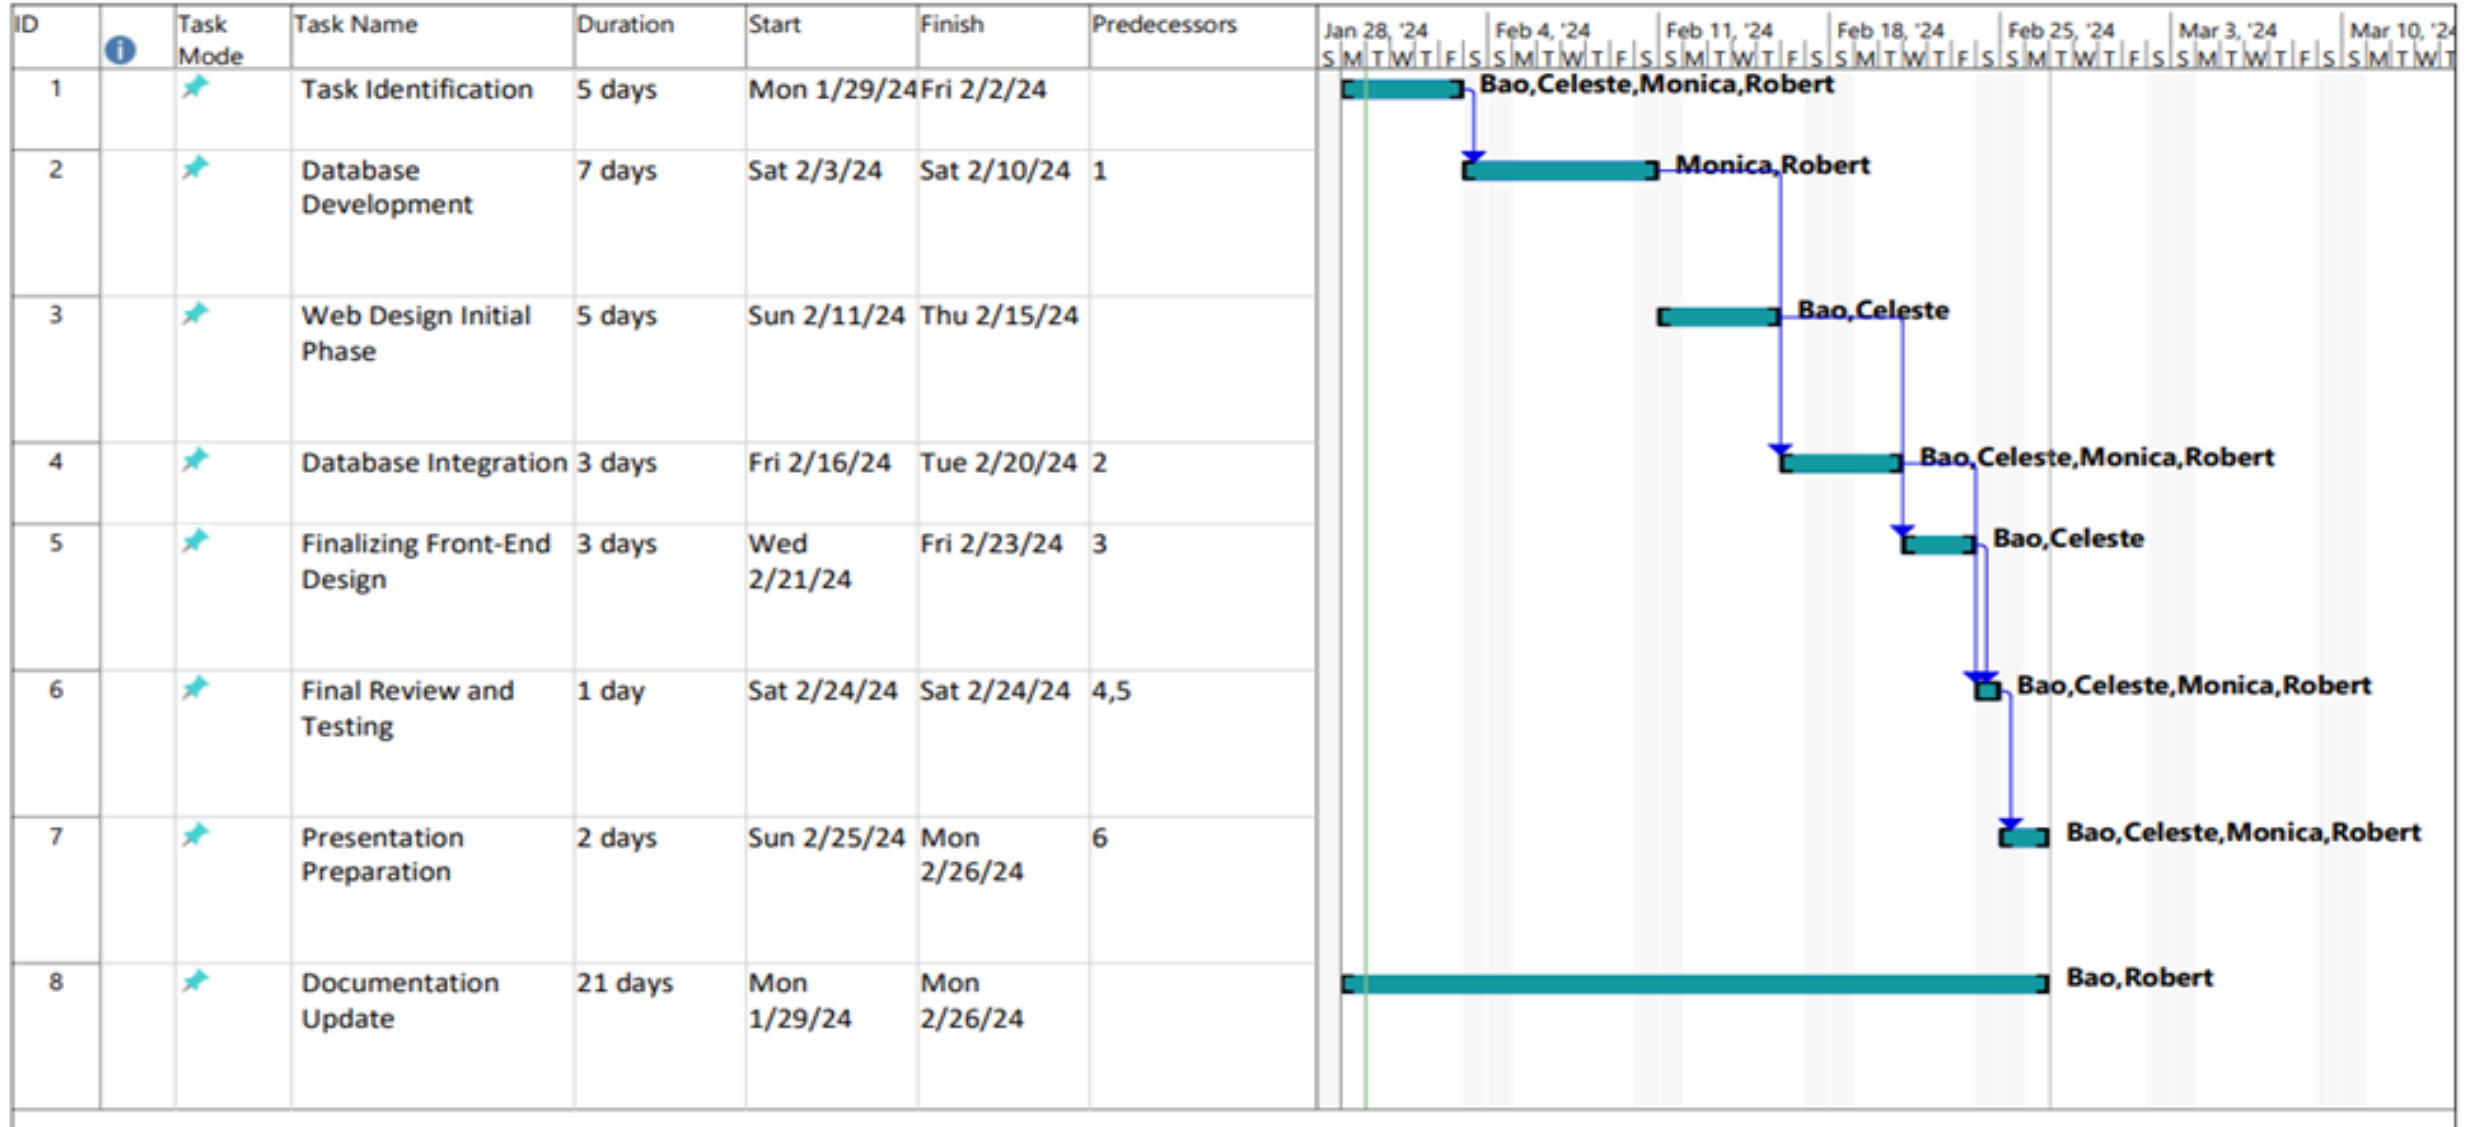 ID Task Mode Task Name Duration Start Finish Predecessors
Jan 28, '24 Feb 4, '24 Feb 11, '24 Feb 18, '24 Feb 25, '24 Mar 3, '24 Mar 10, '24
S M T W T F S S M T W T F S S M T W T F S S M T W T F S S M T W T F S S M T W T F S S M T W T
1 Task Identification 5 days Mon 1/29/24 Fri 2/2/24 Bao,Celeste,Monica,Robert
2 Database Development 7 days Sat 2/3/24 Sat 2/10/24 1 Monica,Robert
3 Web Design Initial Phase 5 days Sun 2/11/24 Thu 2/15/24 Bao,Celeste
4 Database Integration 3 days Fri 2/16/24 Tue 2/20/24 2 Bao,Celeste,Monica,Robert
5 Finalizing Front-End Design 3 days Wed 2/21/24 Fri 2/23/24 3 Bao,Celeste
6 Final Review and Testing 1 day Sat 2/24/24 Sat 2/24/24 4,5 Bao,Celeste,Monica,Robert
7 Presentation Preparation 2 days Sun 2/25/24 Mon 2/26/24 6 Bao,Celeste,Monica,Robert
8 Documentation Update 21 days Mon 1/29/24 Mon 2/26/24 Bao,Robert